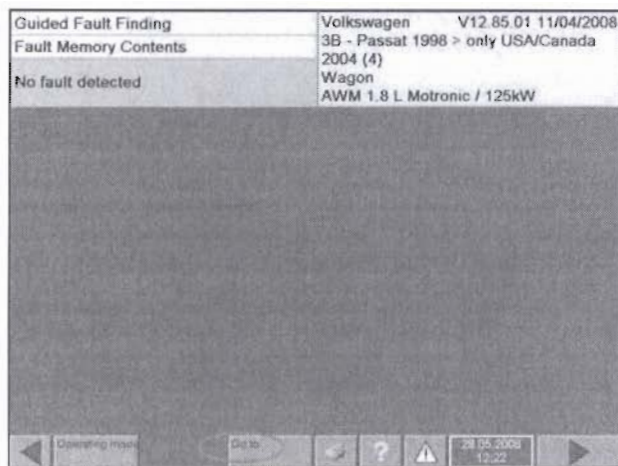 Guided Fault Finding
Fault Memory Contents
No fault detected
Volkswagen V12.85.01 11/04/2008
3B - Passat 1998 > only USA/Canada
2004 (4)
Wagon
AWM 1.8 L Motronic / 125kW
Operating mode
Go to
?
28.05.2008
12:22